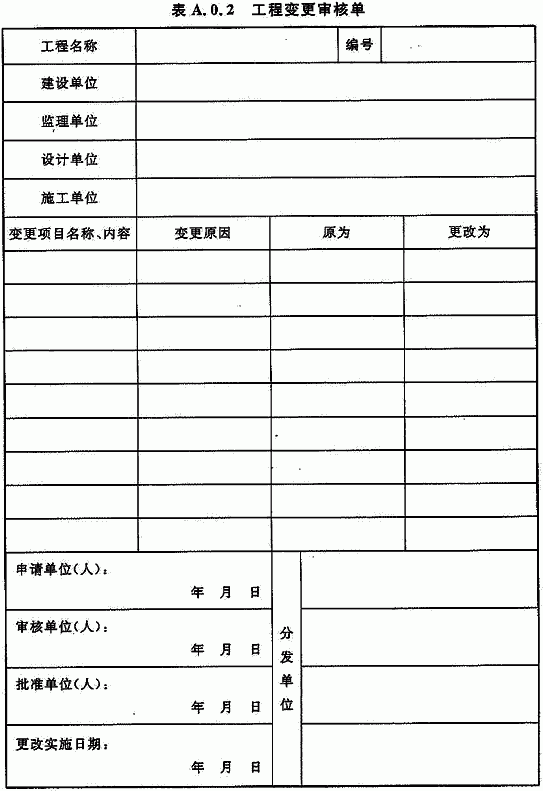 表 A.0.2 工程变更审核单
工程名称 编号
建设单位
监理单位
设计单位
施工单位
变更项目名称、内容 变更原因 原为 更改为
申请单位(人):
年 月 日
审核单位(人):
年 月 日
批准单位(人):
年 月 日
更改实施日期:
年 月 日
分发单位